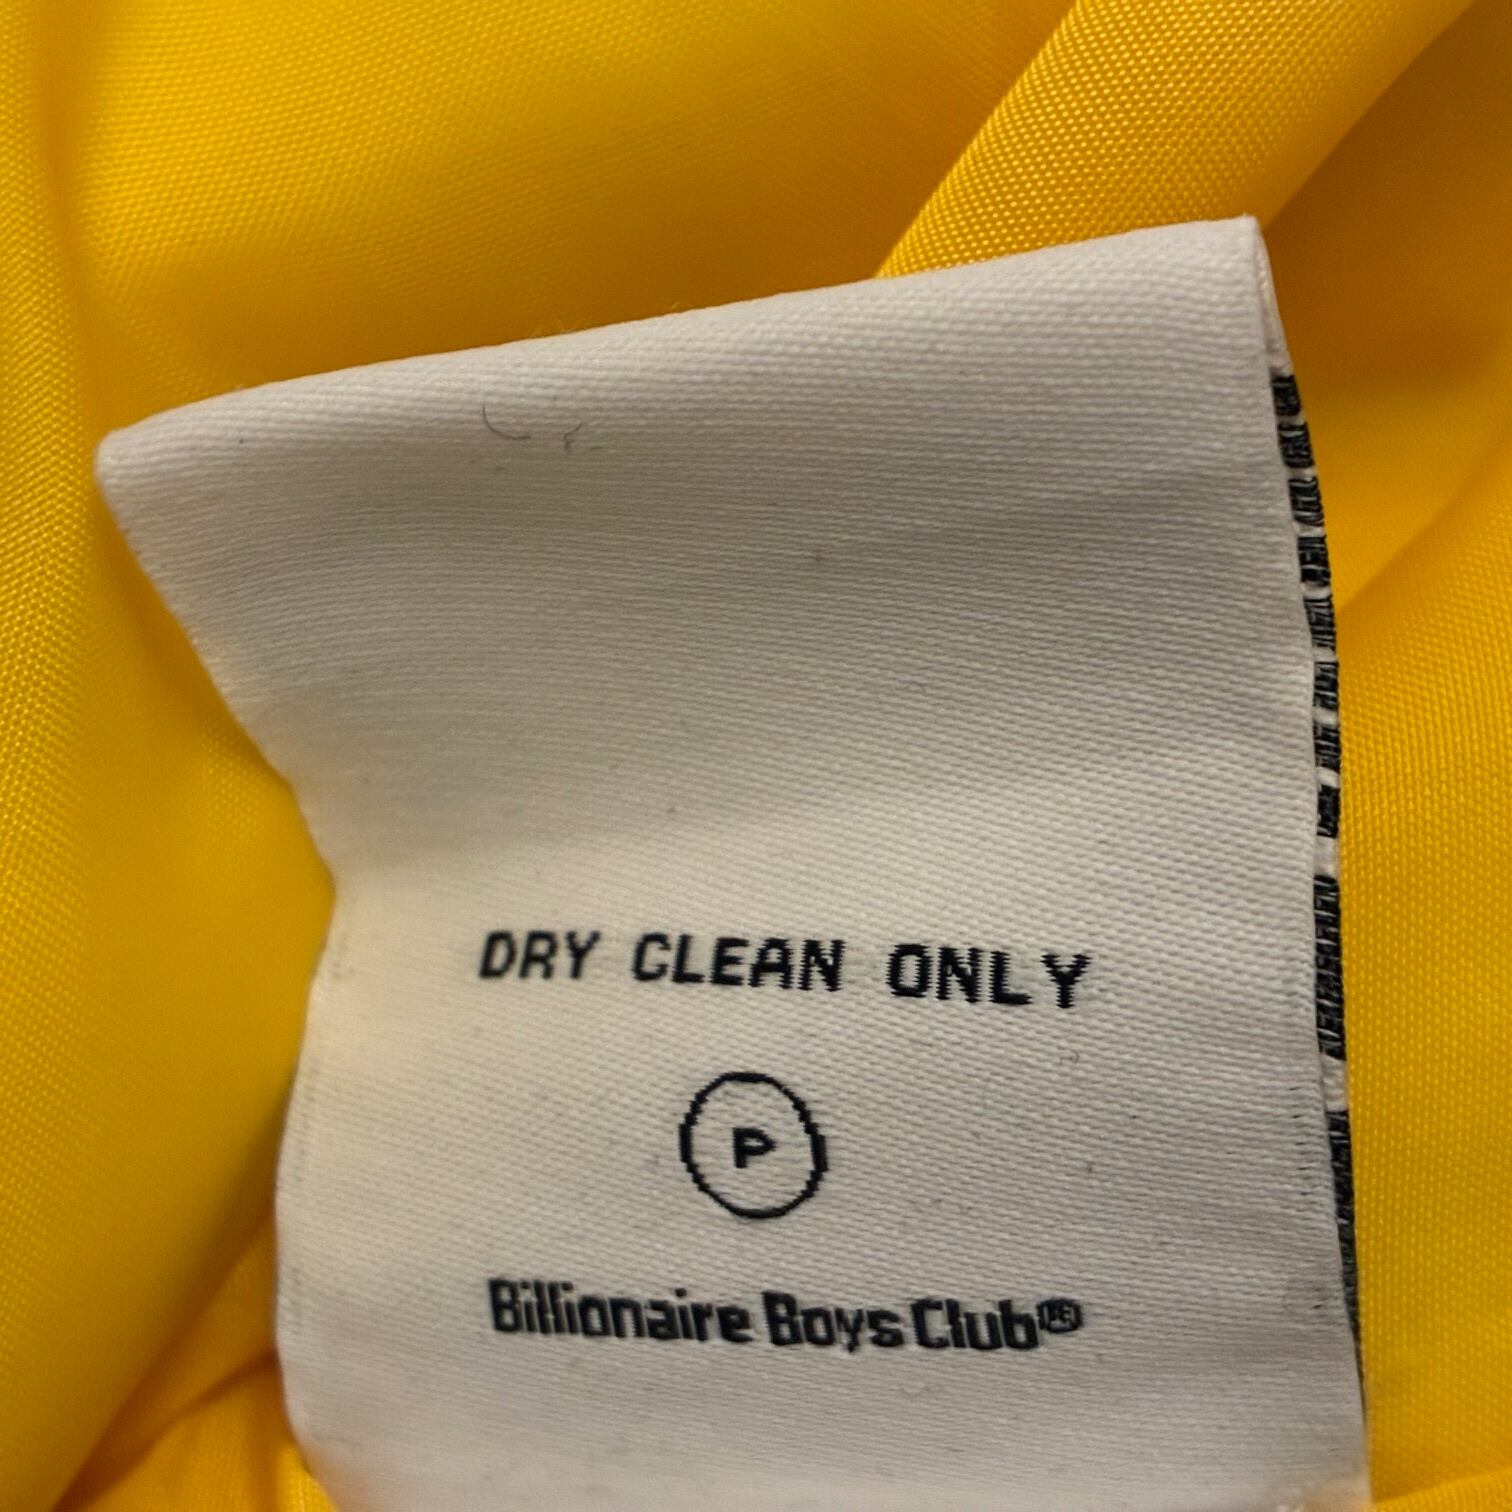 DRY CLEAN ONLY
P
Billionaire Boys Club